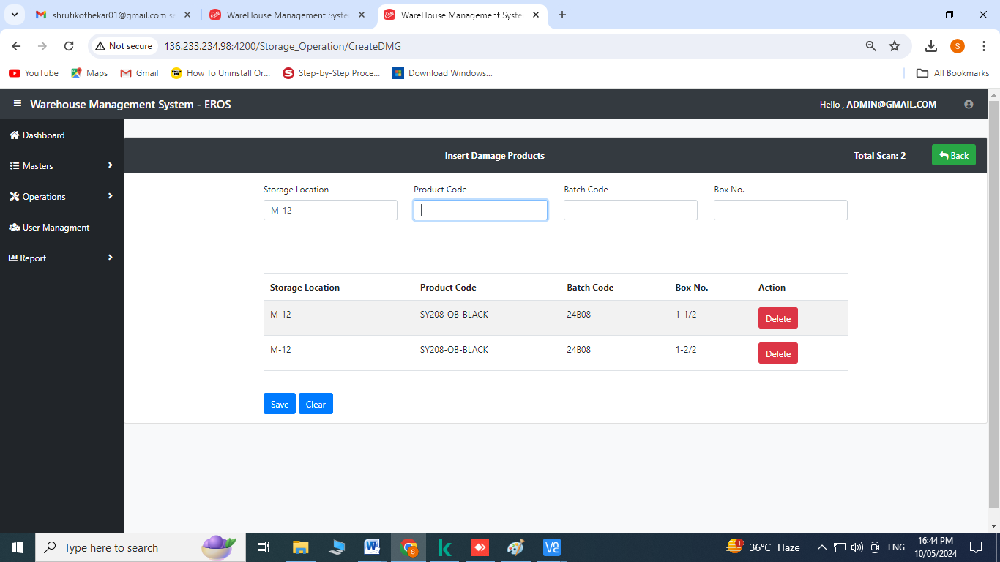 shrutikothekar01@gmail.com se
WareHouse Management Syste
WareHouse Management Syste
Not secure
136.233.234.98:4200/Storage_Operation/CreateDMG
S
YouTube
Maps
Gmail
How To Uninstall Or...
Step-by-Step Proce...
Download Windows...
All Bookmarks
Warehouse Management System - EROS
Hello , ADMIN@GMAIL.COM
Dashboard
Masters
Operations
User Managment
Report
Insert Damage Products
Total Scan: 2
Back
Storage Location Product Code Batch Code Box No.
M-12
Storage Location Product Code Batch Code Box No. Action
M-12 SY208-QB-BLACK 24B08 1-1/2 Delete
M-12 SY208-QB-BLACK 24B08 1-2/2 Delete
Save Clear
Type here to search
36°C Haze
ENG
16:44 PM
10/05/2024